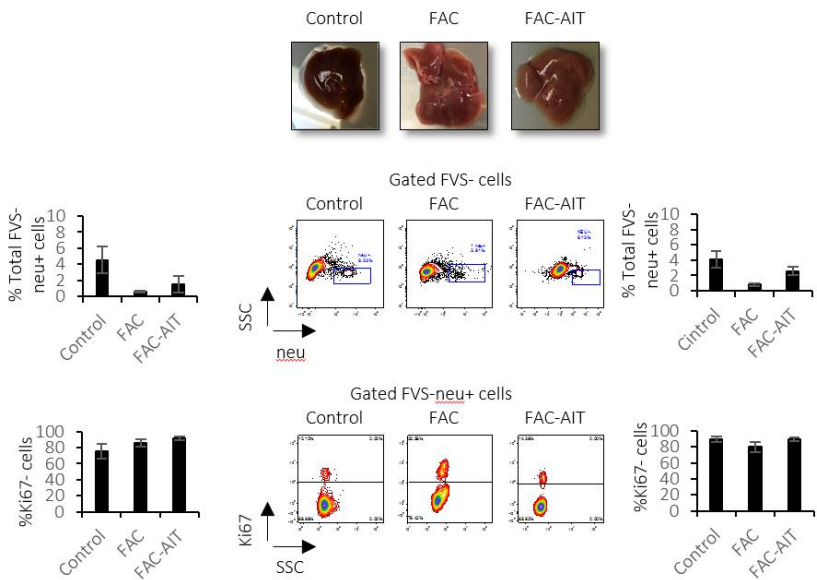 Control FAC FAC-AIT
Gated FVS- cells
Control FAC FAC-AIT
% Total FVS-
neu+ cells
10
8
6
4
2
0
Control FAC FAC-AIT
SSC
neu
% Total FVS-
neu+ cells
10
8
6
4
2
0
Cintrol FAC FAC-AIT
Gated FVS-neu+ cells
Control FAC FAC-AIT
%Ki67- cells
100
80
60
40
20
0
Control FAC FAC-AIT
Ki67
SSC
%Ki67- cells
100
80
60
40
20
0
Control FAC FAC-AIT